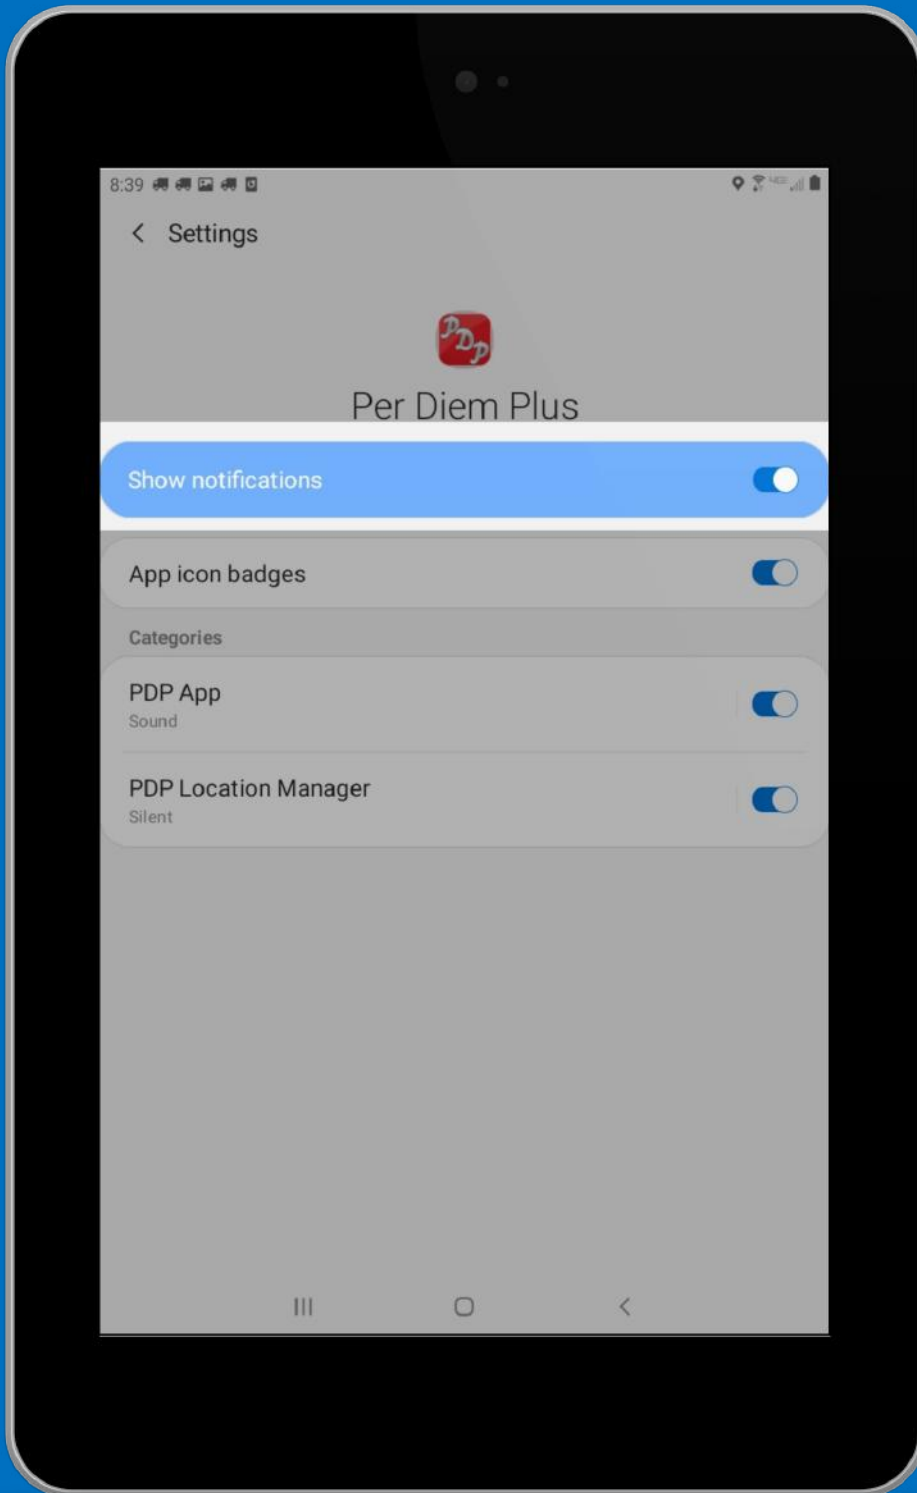 8:39
Settings
PDP
Per Diem Plus
Show notifications
App icon badges
Categories
PDP App
Sound
PDP Location Manager
Silent